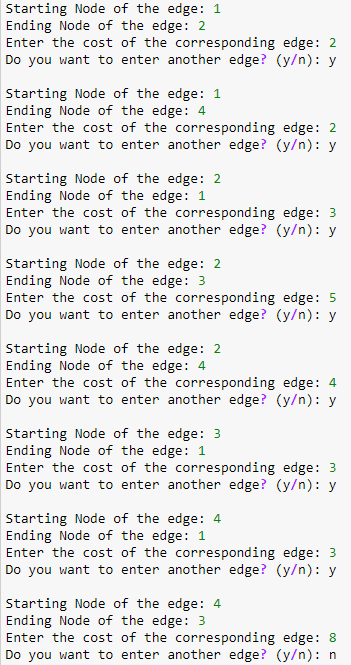 Starting Node of the edge: 1
Ending Node of the edge: 2
Enter the cost of the corresponding edge: 2
Do you want to enter another edge? (y/n): y
Starting Node of the edge: 1
Ending Node of the edge: 4
Enter the cost of the corresponding edge: 2
Do you want to enter another edge? (y/n): y
Starting Node of the edge: 2
Ending Node of the edge: 1
Enter the cost of the corresponding edge: 3
Do you want to enter another edge? (y/n): y
Starting Node of the edge: 2
Ending Node of the edge: 3
Enter the cost of the corresponding edge: 5
Do you want to enter another edge? (y/n): y
Starting Node of the edge: 2
Ending Node of the edge: 4
Enter the cost of the corresponding edge: 4
Do you want to enter another edge? (y/n): y
Starting Node of the edge: 3
Ending Node of the edge: 1
Enter the cost of the corresponding edge: 3
Do you want to enter another edge? (y/n): y
Starting Node of the edge: 4
Ending Node of the edge: 1
Enter the cost of the corresponding edge: 3
Do you want to enter another edge? (y/n): y
Starting Node of the edge: 4
Ending Node of the edge: 3
Enter the cost of the corresponding edge: 8
Do you want to enter another edge? (y/n): n